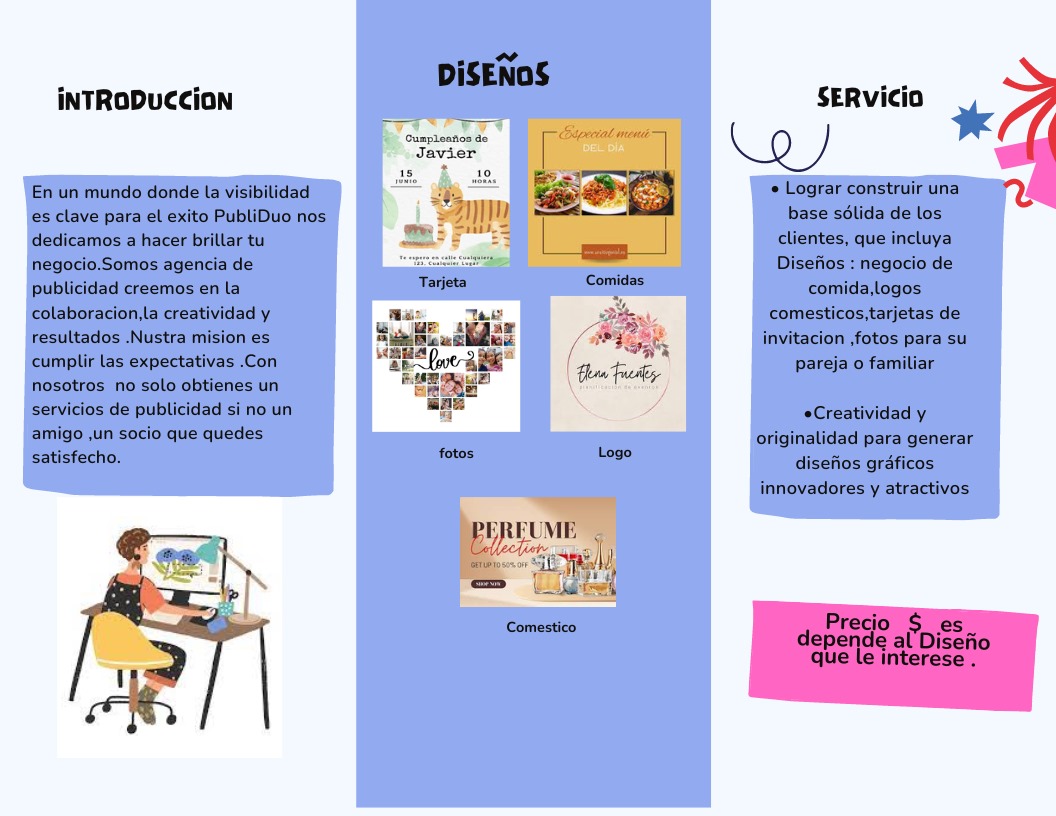 INTRODUCCION
En un mundo donde la visibilidad
es clave para el exito PubliDuo nos
dedicamos a hacer brillar tu
negocio.Somos agencia de
publicidad creemos en la
colaboracion,la creatividad y
resultados .Nustra mision es
cumplir las expectativas .Con
nosotros no solo obtienes un
servicios de publicidad si no un
amigo ,un socio que quedes
satisfecho.
DISEÑOS
Cumpleaños de
Javier
15
JUNIO
10
HORAS
Te espero en calle Cualquiera
123, Cualquier Lugar
Tarjeta
Especial menú
DEL DÍA
Comidas
love
fotos
Elena Fuentes
planificación de eventos
Logo
PERFUME
Collection
GET UP TO 50% OFF
SHOP NOW
Comestico
SERVICIO
• Lograr construir una
base sólida de los
clientes, que incluya
Diseños : negocio de
comida,logos
comesticos,tarjetas de
invitacion ,fotos para su
pareja o familiar
•Creatividad y
originalidad para generar
diseños gráficos
innovadores y atractivos
Precio $ es
depende al Diseño
que le interese .